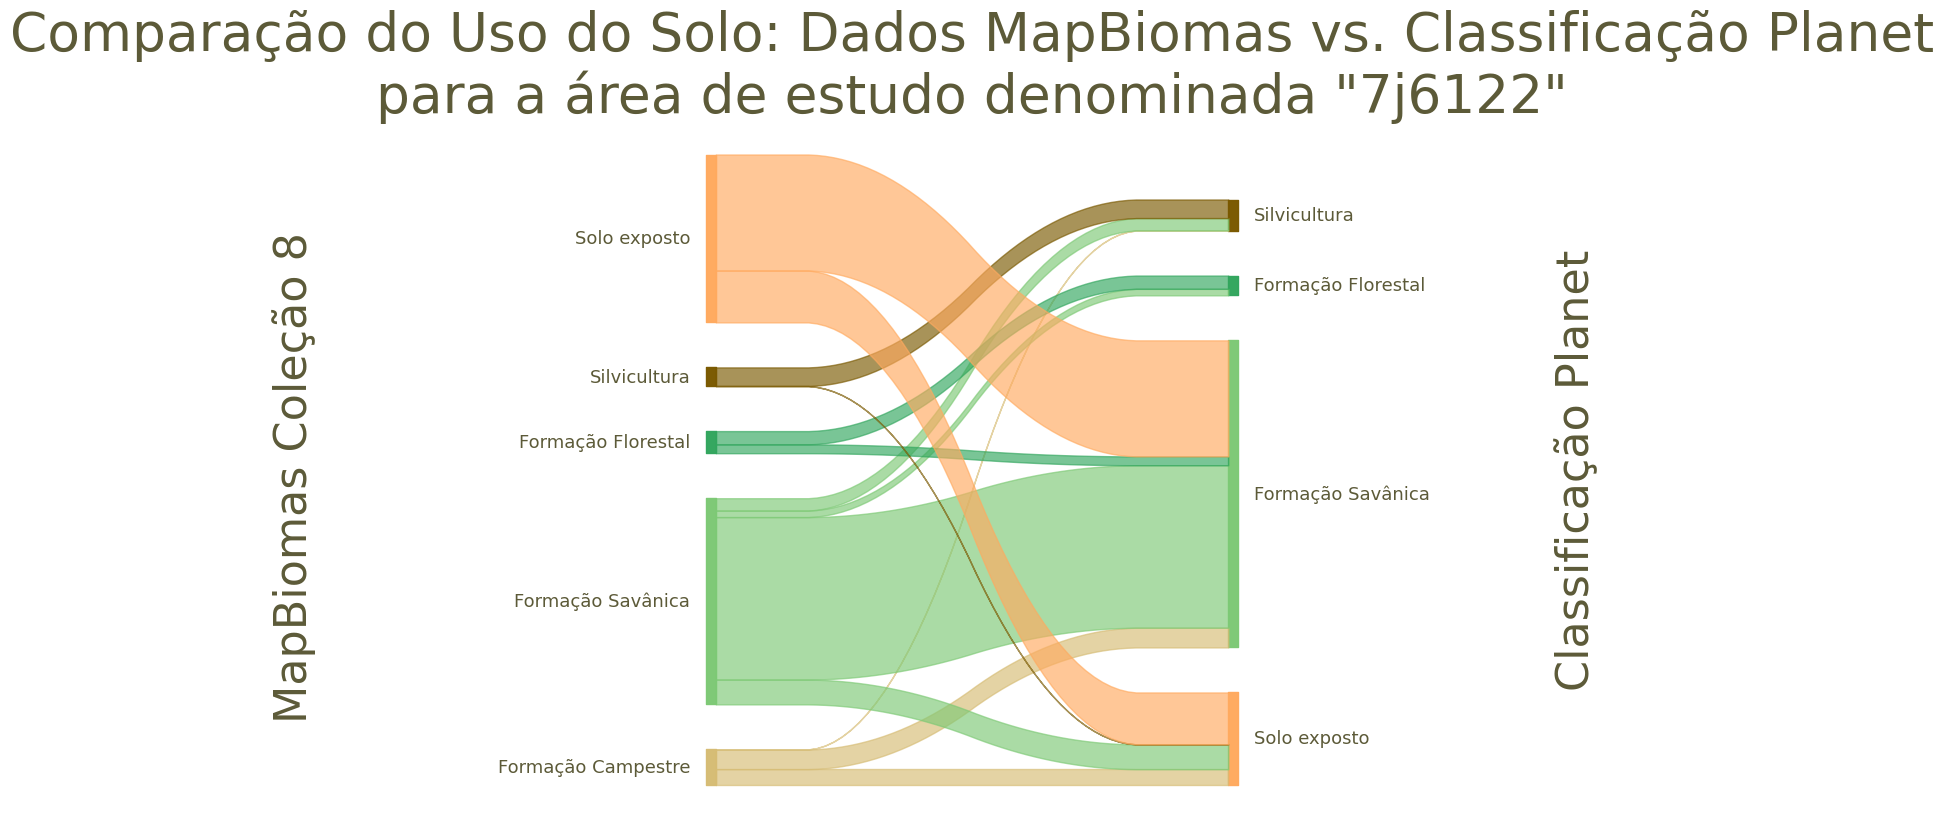 Comparação do Uso do Solo: Dados MapBiomas vs. Classificação Planet
para a área de estudo denominada "7j6122"
MapBiomas Coleção 8
Solo exposto
Silvicultura
Formação Florestal
Formação Savânica
Formação Campestre
Silvicultura
Formação Florestal
Formação Savânica
Solo exposto
Classificação Planet